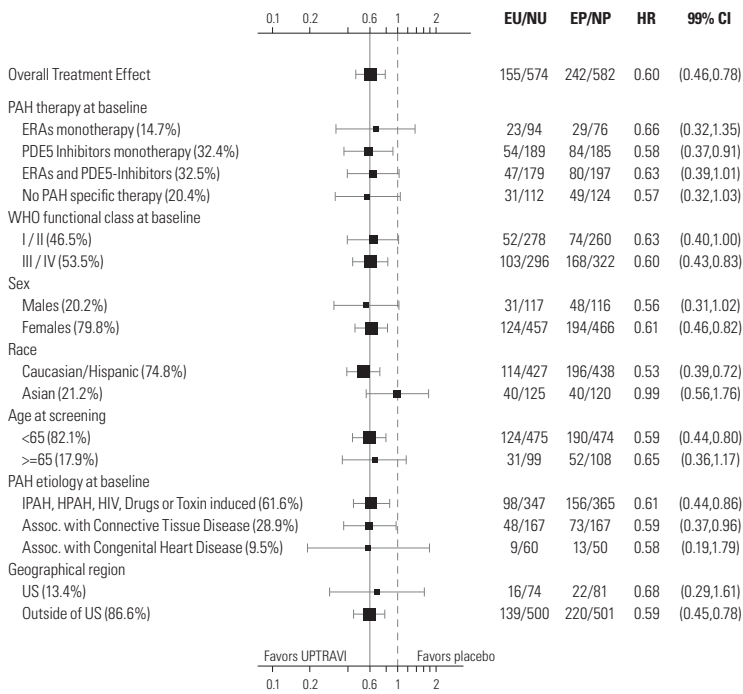 0.1 0.2 0.6 1 2 EU/NU EP/NP HR 99% CI
Overall Treatment Effect 155/574 242/582 0.60 (0.46,0.78)
PAH therapy at baseline
ERAs monotherapy (14.7%) 23/94 29/76 0.66 (0.32,1.35)
PDE5 Inhibitors monotherapy (32.4%) 54/189 84/185 0.58 (0.37,0.91)
ERAs and PDE5-Inhibitors (32.5%) 47/179 80/197 0.63 (0.39,1.01)
No PAH specific therapy (20.4%) 31/112 49/124 0.57 (0.32,1.03)
WHO functional class at baseline
I / II (46.5%) 52/278 74/260 0.63 (0.40,1.00)
III / IV (53.5%) 103/296 168/322 0.60 (0.43,0.83)
Sex
Males (20.2%) 31/117 48/116 0.56 (0.31,1.02)
Females (79.8%) 124/457 194/466 0.61 (0.46,0.82)
Race
Caucasian/Hispanic (74.8%) 114/427 196/438 0.53 (0.39,0.72)
Asian (21.2%) 40/125 40/120 0.99 (0.56,1.76)
Age at screening
<65 (82.1%) 124/475 190/474 0.59 (0.44,0.80)
>=65 (17.9%) 31/99 52/108 0.65 (0.36,1.17)
PAH etiology at baseline
IPAH, HPAH, HIV, Drugs or Toxin induced (61.6%) 98/347 156/365 0.61 (0.44,0.86)
Assoc. with Connective Tissue Disease (28.9%) 48/167 73/167 0.59 (0.37,0.96)
Assoc. with Congenital Heart Disease (9.5%) 9/60 13/50 0.58 (0.19,1.79)
Geographical region
US (13.4%) 16/74 22/81 0.68 (0.29,1.61)
Outside of US (86.6%) 139/500 220/501 0.59 (0.45,0.78)
Favors UPTRAVI Favors placebo
0.1 0.2 0.6 1 2